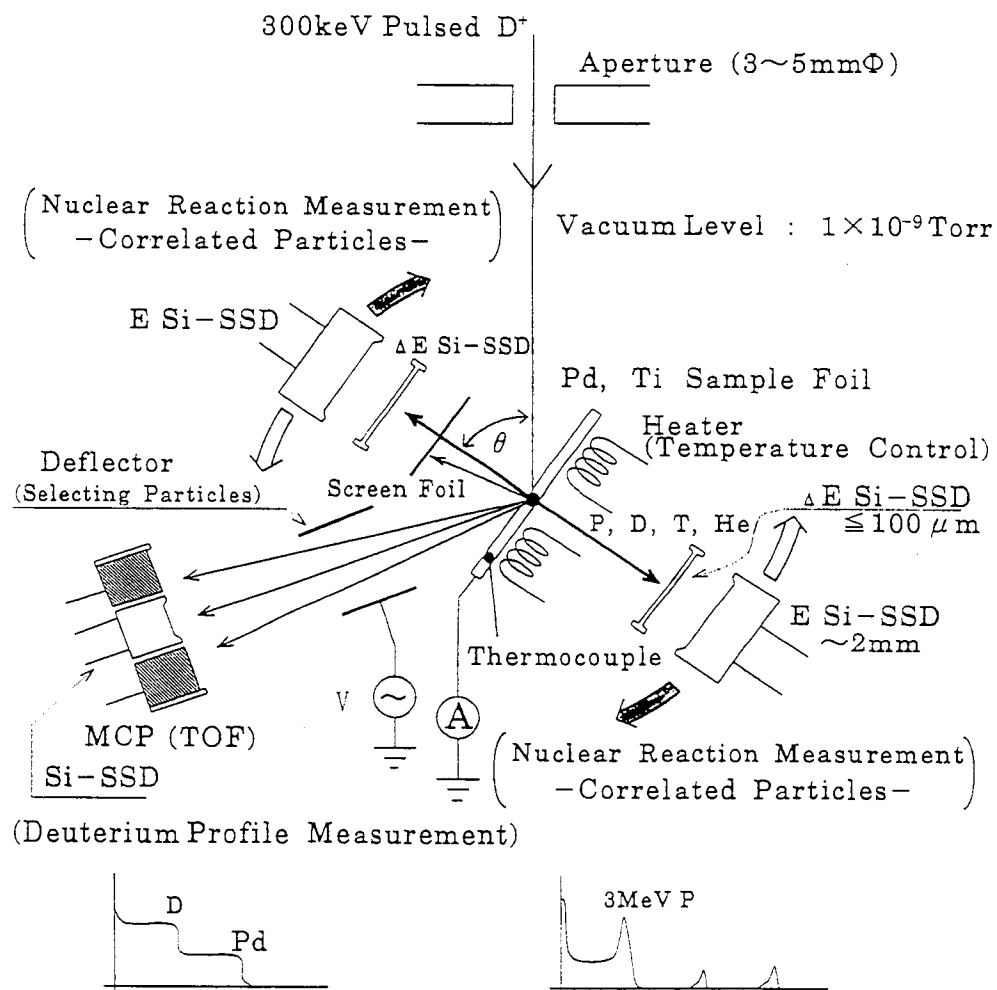 300keV Pulsed D⁺
Aperture (3～5mmΦ)
Nuclear Reaction Measurement
-Correlated Particles-
Vacuum Level : 1×10⁻⁹ Torr
E Si-SSD
ΔE Si-SSD
Pd, Ti Sample Foil
Heater
(Temperature Control)
θ
Deflector
(Selecting Particles)
Screen Foil
P, D, T, He
ΔE Si-SSD
≦100μm
E Si-SSD
～2mm
Thermocouple
V
A
MCP (TOF)
Si-SSD
Nuclear Reaction Measurement
-Correlated Particles-
(Deuterium Profile Measurement)
D
Pd
3MeV P